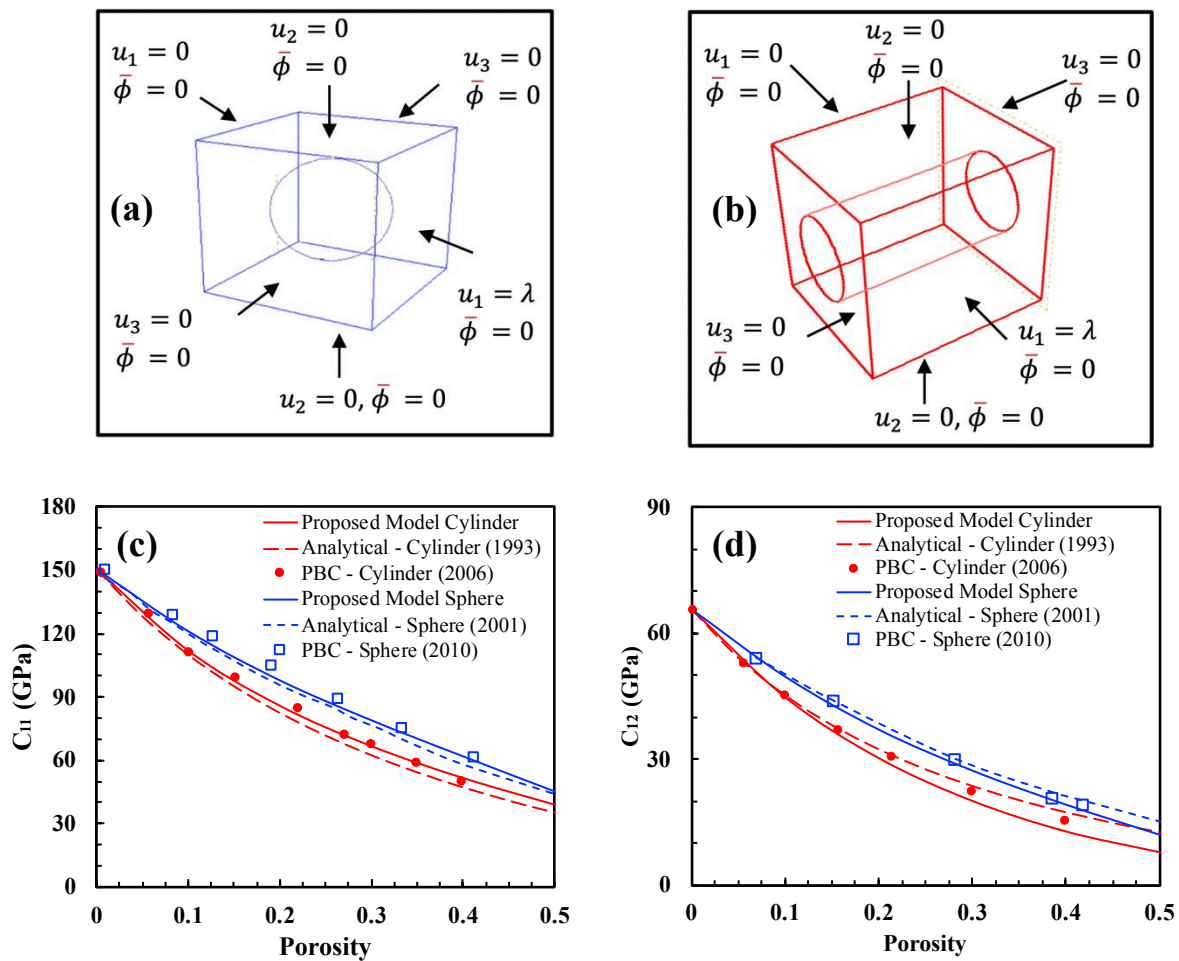 u₂ = 0
ϕ̅ = 0
u₁ = 0
ϕ̅ = 0
u₃ = 0
ϕ̅ = 0
(a)
u₃ = 0
ϕ̅ = 0
u₁ = λ
ϕ̅ = 0
u₂ = 0, ϕ̅ = 0
u₂ = 0
ϕ̅ = 0
u₁ = 0
ϕ̅ = 0
u₃ = 0
ϕ̅ = 0
(b)
u₃ = 0
ϕ̅ = 0
u₁ = λ
ϕ̅ = 0
u₂ = 0, ϕ̅ = 0
(c)
Proposed Model Cylinder
Analytical - Cylinder (1993)
PBC - Cylinder (2006)
Proposed Model Sphere
Analytical - Sphere (2001)
PBC - Sphere (2010)
C₁₁ (GPa)
180
150
120
90
60
30
0
0 0.1 0.2 0.3 0.4 0.5
Porosity
(d)
Proposed Model Cylinder
Analytical - Cylinder (1993)
PBC - Cylinder (2006)
Proposed Model Sphere
Analytical - Sphere (2001)
PBC - Sphere (2010)
C₁₂ (GPa)
90
60
30
0
0 0.1 0.2 0.3 0.4 0.5
Porosity